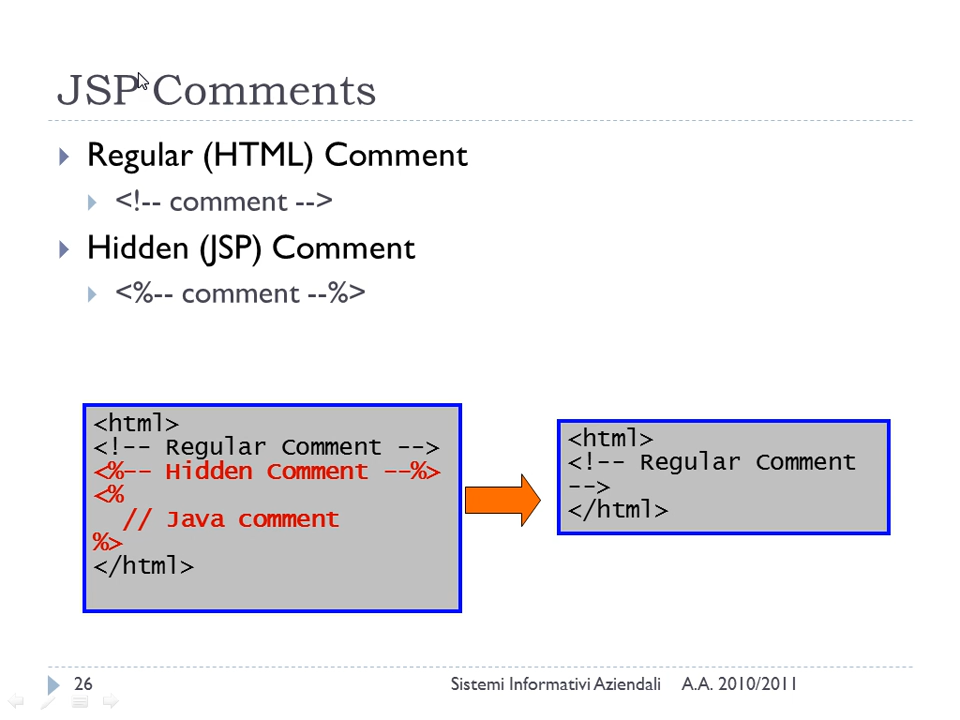 JSP Comments
Regular (HTML) Comment
<!-- comment -->
Hidden (JSP) Comment
<%-- comment --%>
<html>
<!-- Regular Comment -->
<%-- Hidden Comment --%>
<%
// Java comment
%>
</html>
<html>
<!-- Regular Comment
-->
</html>
26
Sistemi Informativi Aziendali A.A. 2010/2011